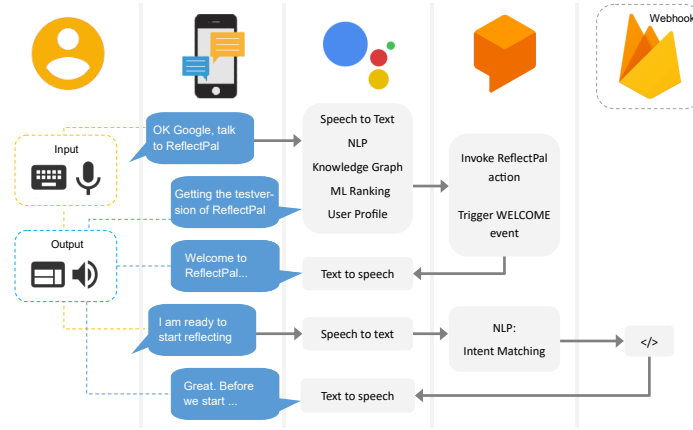 Webhook
OK Google, talk
to ReflectPal
Speech to Text
NLP
Knowledge Graph
ML Ranking
User Profile
Input
Invoke ReflectPal
action
Trigger WELCOME
event
Getting the testver-
sion of ReflectPal
Output
Welcome to
ReflectPal...
Text to speech
I am ready to
start reflecting
Speech to text
NLP:
Intent Matching
</>
Great. Before
we start ...
Text to speech